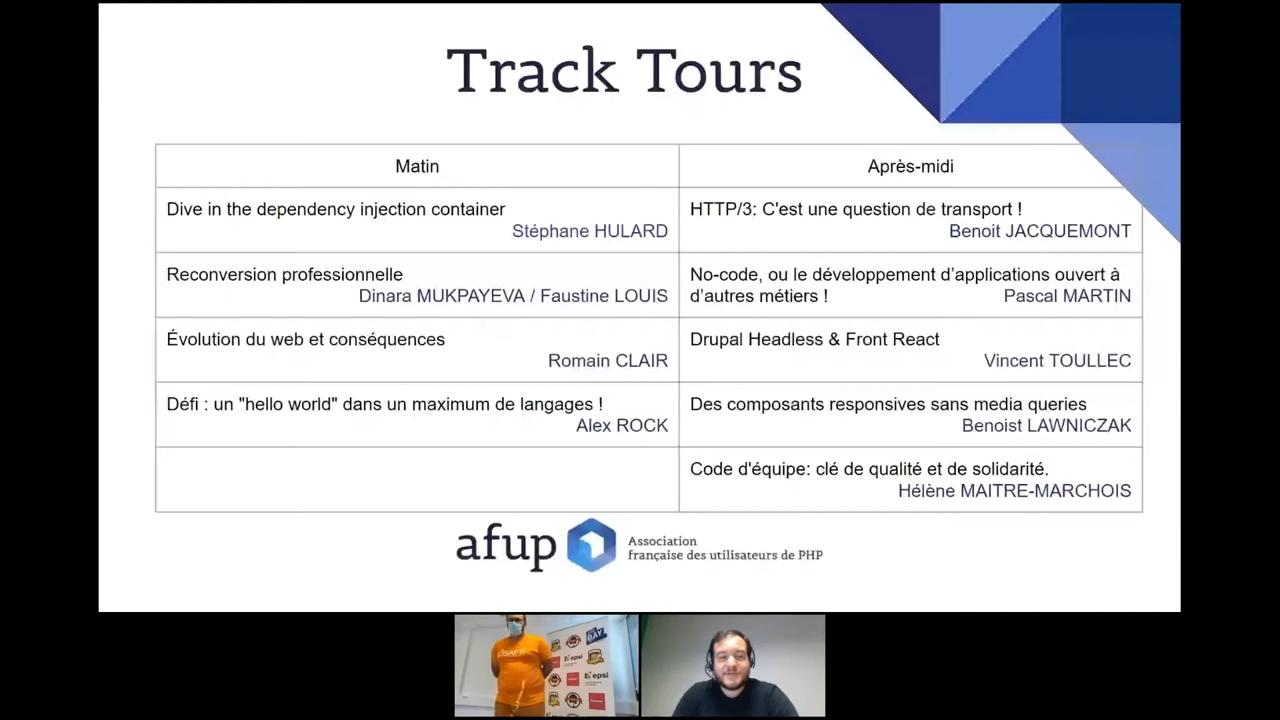 Track Tours
Matin
Après-midi
Dive in the dependency injection container
Stéphane HULARD
HTTP/3: C'est une question de transport !
Benoit JACQUEMONT
Reconversion professionnelle
Dinara MUKPAYEVA / Faustine LOUIS
No-code, ou le développement d'applications ouvert à
d'autres métiers !
Pascal MARTIN
Évolution du web et conséquences
Romain CLAIR
Drupal Headless & Front React
Vincent TOULLEC
Défi : un "hello world" dans un maximum de langages !
Alex ROCK
Des composants responsives sans media queries
Benoist LAWNICZAK
Code d'équipe: clé de qualité et de solidarité.
Hélène MAITRE-MARCHOIS
afup
Association
française des utilisateurs de PHP
DAY
epsi
epsi